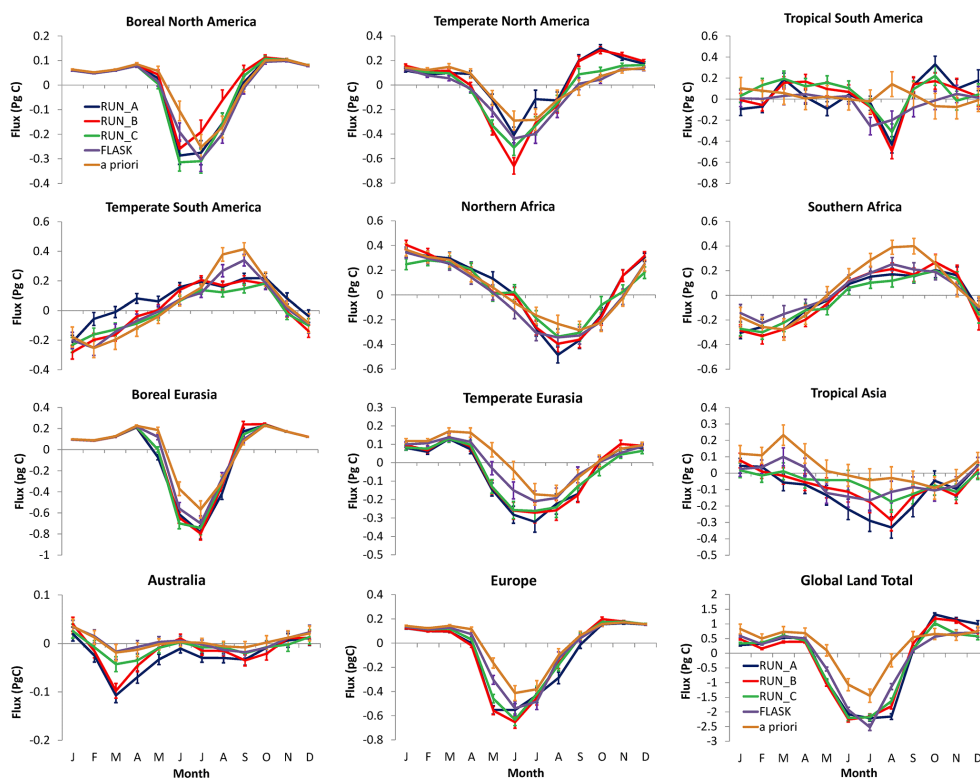 Boreal North America
Flux (Pg C)
0.2
0.1
0
-0.1
-0.2
-0.3
-0.4
RUN_A
RUN_B
RUN_C
FLASK
a priori
Temperate North America
Flux (Pg C)
0.4
0.2
0
-0.2
-0.4
-0.6
-0.8
Tropical South America
Flux (Pg C)
0.6
0.4
0.2
0
-0.2
-0.4
-0.6
-0.8
Temperate South America
Flux (Pg C)
0.6
0.4
0.2
0
-0.2
-0.4
Northern Africa
Flux (Pg C)
0.6
0.4
0.2
0
-0.2
-0.4
-0.6
Southern Africa
Flux (Pg C)
0.6
0.4
0.2
0
-0.2
-0.4
-0.6
Boreal Eurasia
Flux (pgC)
0.4
0.2
0
-0.2
-0.4
-0.6
-0.8
-1
Temperate Eurasia
Flux (Pg C)
0.3
0.2
0.1
0
-0.1
-0.2
-0.3
-0.4
-0.5
Tropical Asia
Flux (Pg C)
0.4
0.3
0.2
0.1
0
-0.1
-0.2
-0.3
-0.4
-0.5
Australia
Flux (PgC)
0.1
0
-0.1
-0.2
J F M A M J J A S O N D
Month
Europe
Flux (pgC)
0.4
0.2
0
-0.2
-0.4
-0.6
-0.8
J F M A M J J A S O N D
Month
Global Land Total
Flux (Pg C)
2
1.5
1
0.5
0
-0.5
-1
-1.5
-2
-2.5
-3
RUN_A
RUN_B
RUN_C
FLASK
a priori
J F M A M J J A S O N D
Month